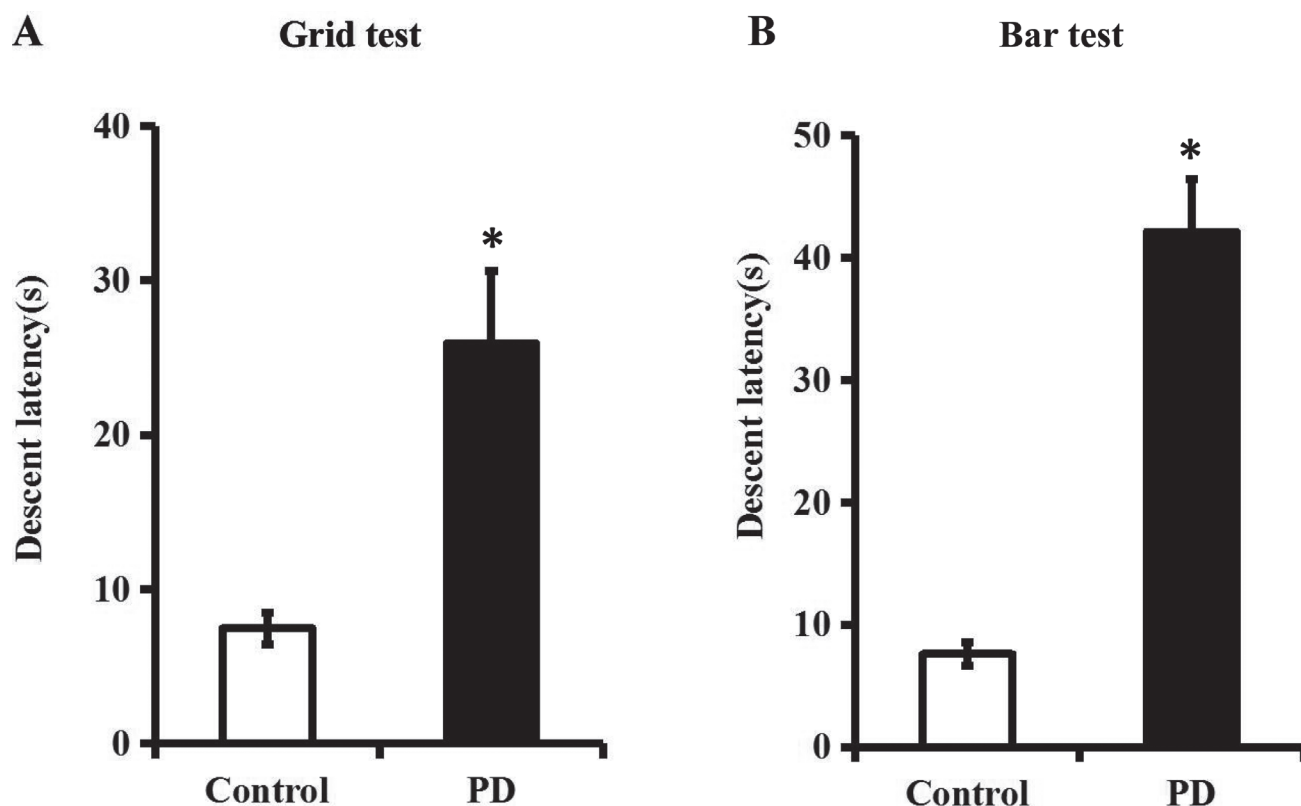 A
Grid test
Descent latency(s)
40
30
20
10
0
*
Control
PD
B
Bar test
Descent latency(s)
50
40
30
20
10
0
*
Control
PD